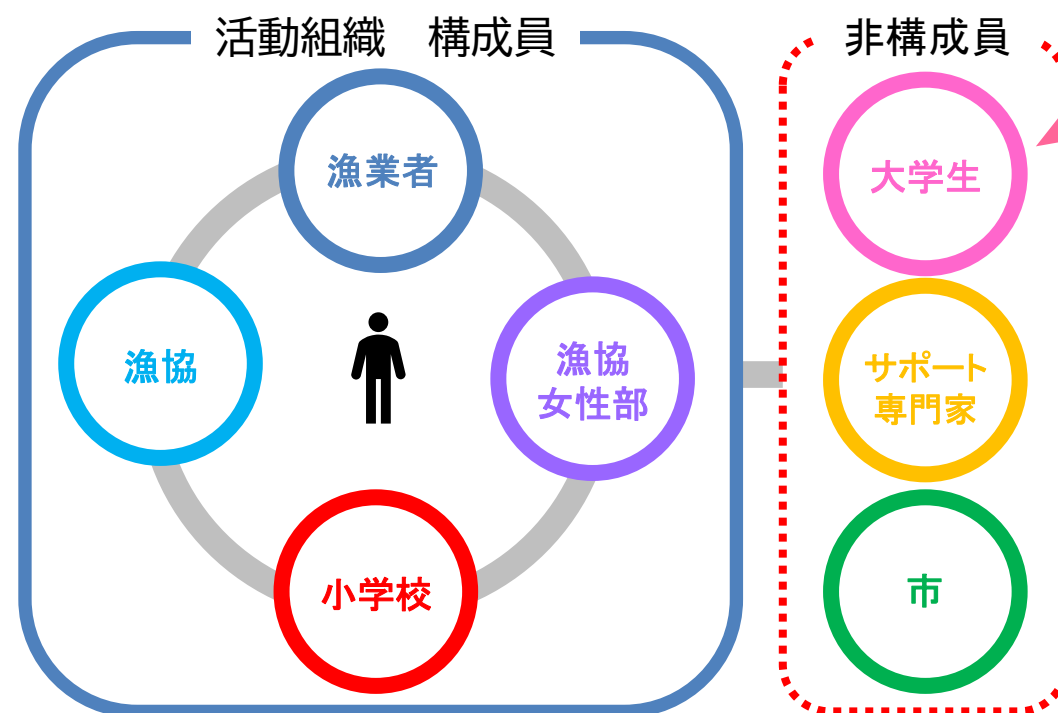 活動組織　構成員
漁業者
漁協
漁協
女性部
小学校
非構成員
大学生
サポート
専門家
市